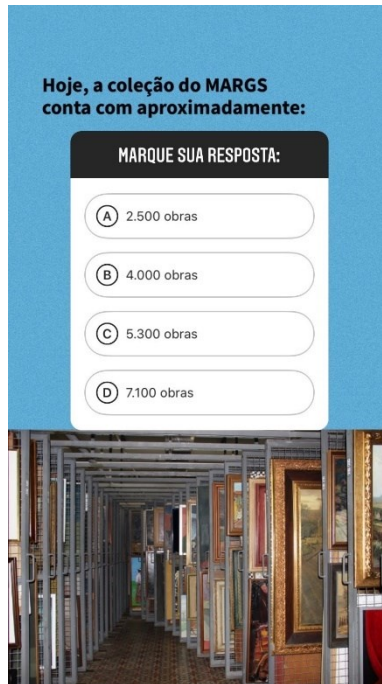 Hoje, a coleção do MARGS
conta com aproximadamente:
MARQUE SUA RESPOSTA:
A 2.500 obras
B 4.000 obras
C 5.300 obras
D 7.100 obras